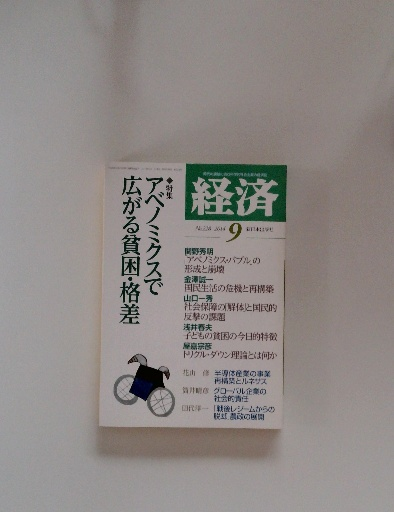 経済
2014
9
◆特集
アベノミクスで
広がる貧困・格差
関野秀明
「アベノミクス・バブル」の
形成と崩壊
金澤誠一
国民生活の危機と再構築
山口一秀
社会保障の「解体」と国民的
反撃の課題
浅井春夫
子どもの貧困の今日的特徴
屋嘉宗彦
トリクル・ダウン理論とは何か
半導体産業の事業
再構築とルネサス
グローバル企業の
社会的責任
「戦後レジームからの
脱却」農政の展開